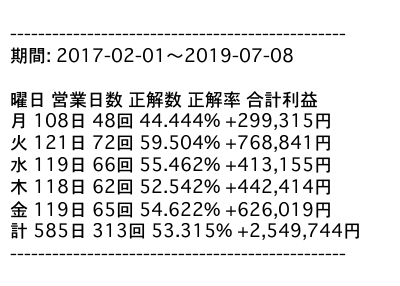 ------------------------------------------------
期間: 2017-02-01〜2019-07-08
曜日 営業日数 正解数 正解率 合計利益
月 108日 48回 44.444% +299,315円
火 121日 72回 59.504% +768,841円
水 119日 66回 55.462% +413,155円
木 118日 62回 52.542% +442,414円
金 119日 65回 54.622% +626,019円
計 585日 313回 53.315% +2,549,744円
------------------------------------------------